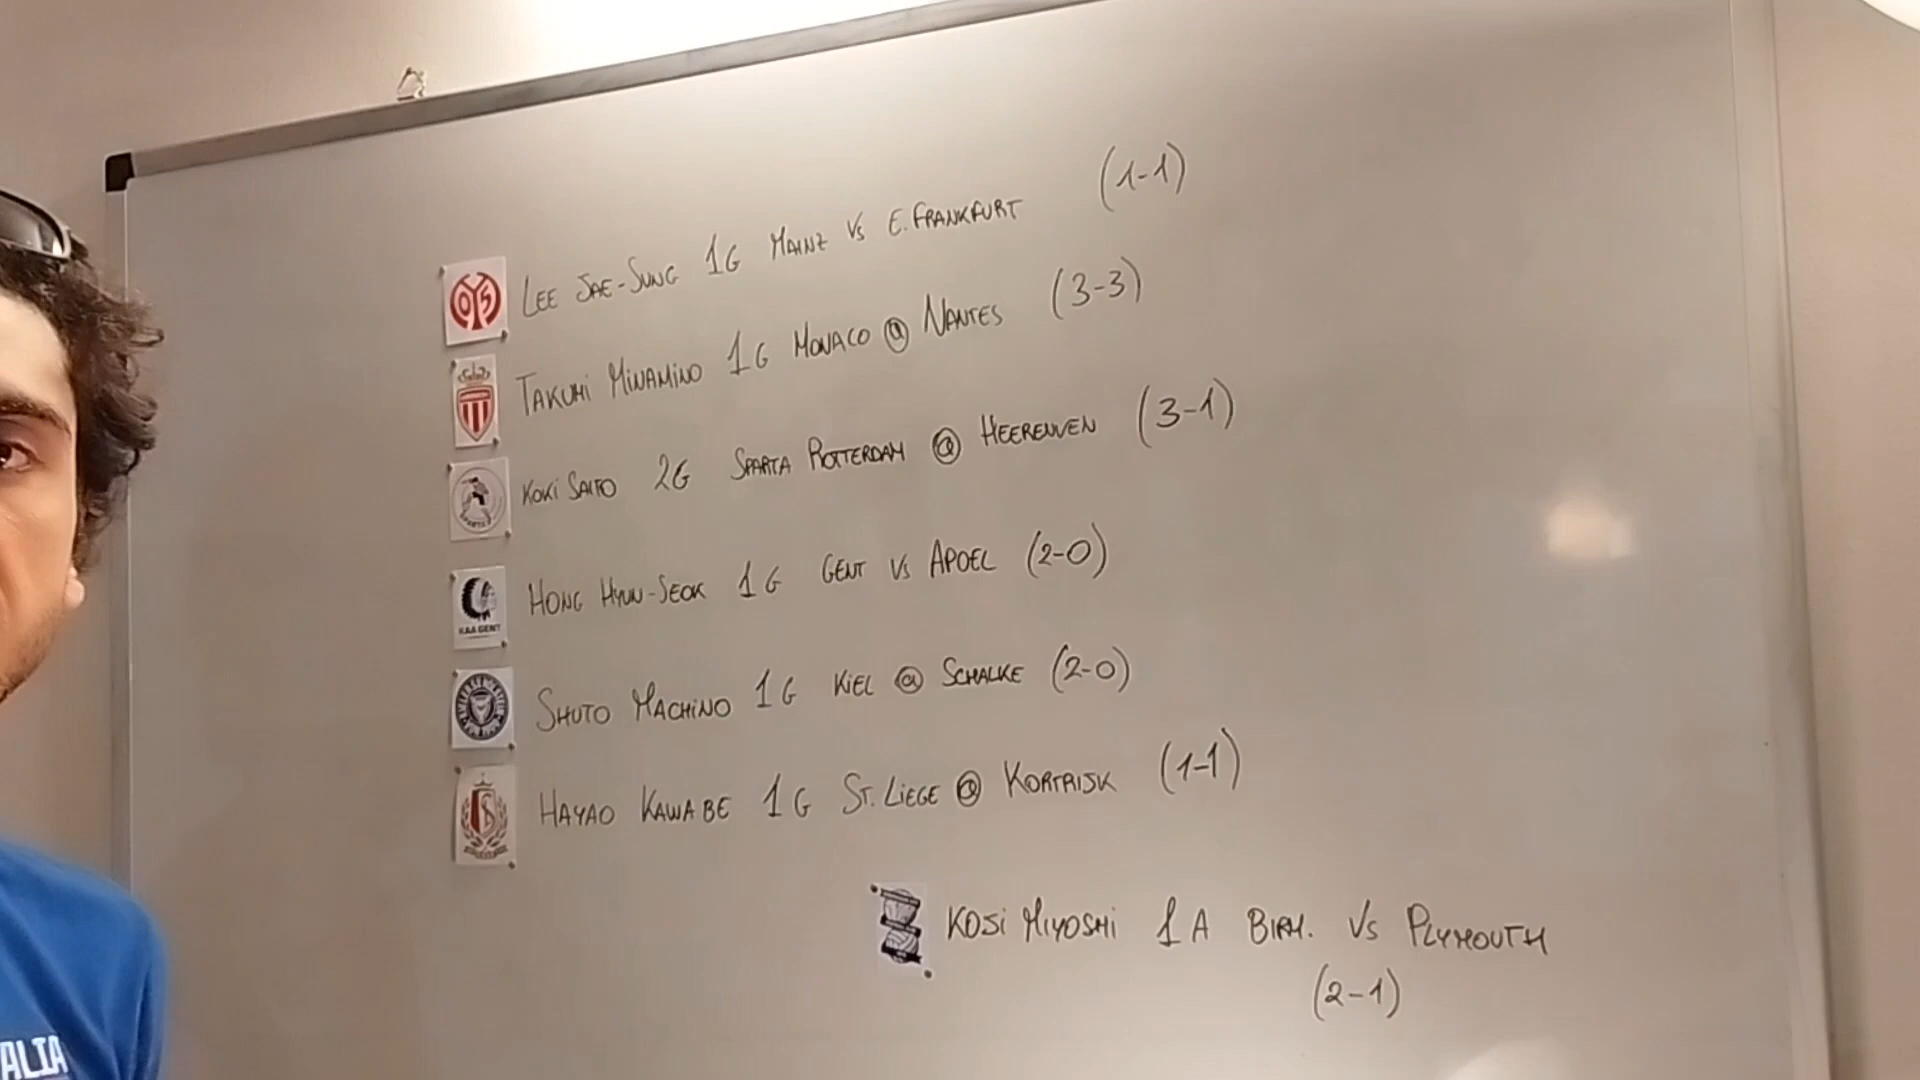 LEE JAE-SUNG 1G MAINZ VS E. FRANKFURT (1-1)
TAKUMI MINAMINO 1G MONACO @ NANTES (3-3)
KOKI SAITO 2G SPARTA ROTTERDAM @ HEERENVEN (3-1)
HONG HYUN-SEOK 1G GENT VS APOEL (2-0)
KAA GENT
SHUTO MACHINO 1G KIEL @ SCHALKE (2-0)
HAYAO KAWABE 1G ST. LIEGE @ KORTRISK (1-1)
KOSI MIYOSHI 1A BIRM. VS PLYMOUTH
(2-1)
ALIA